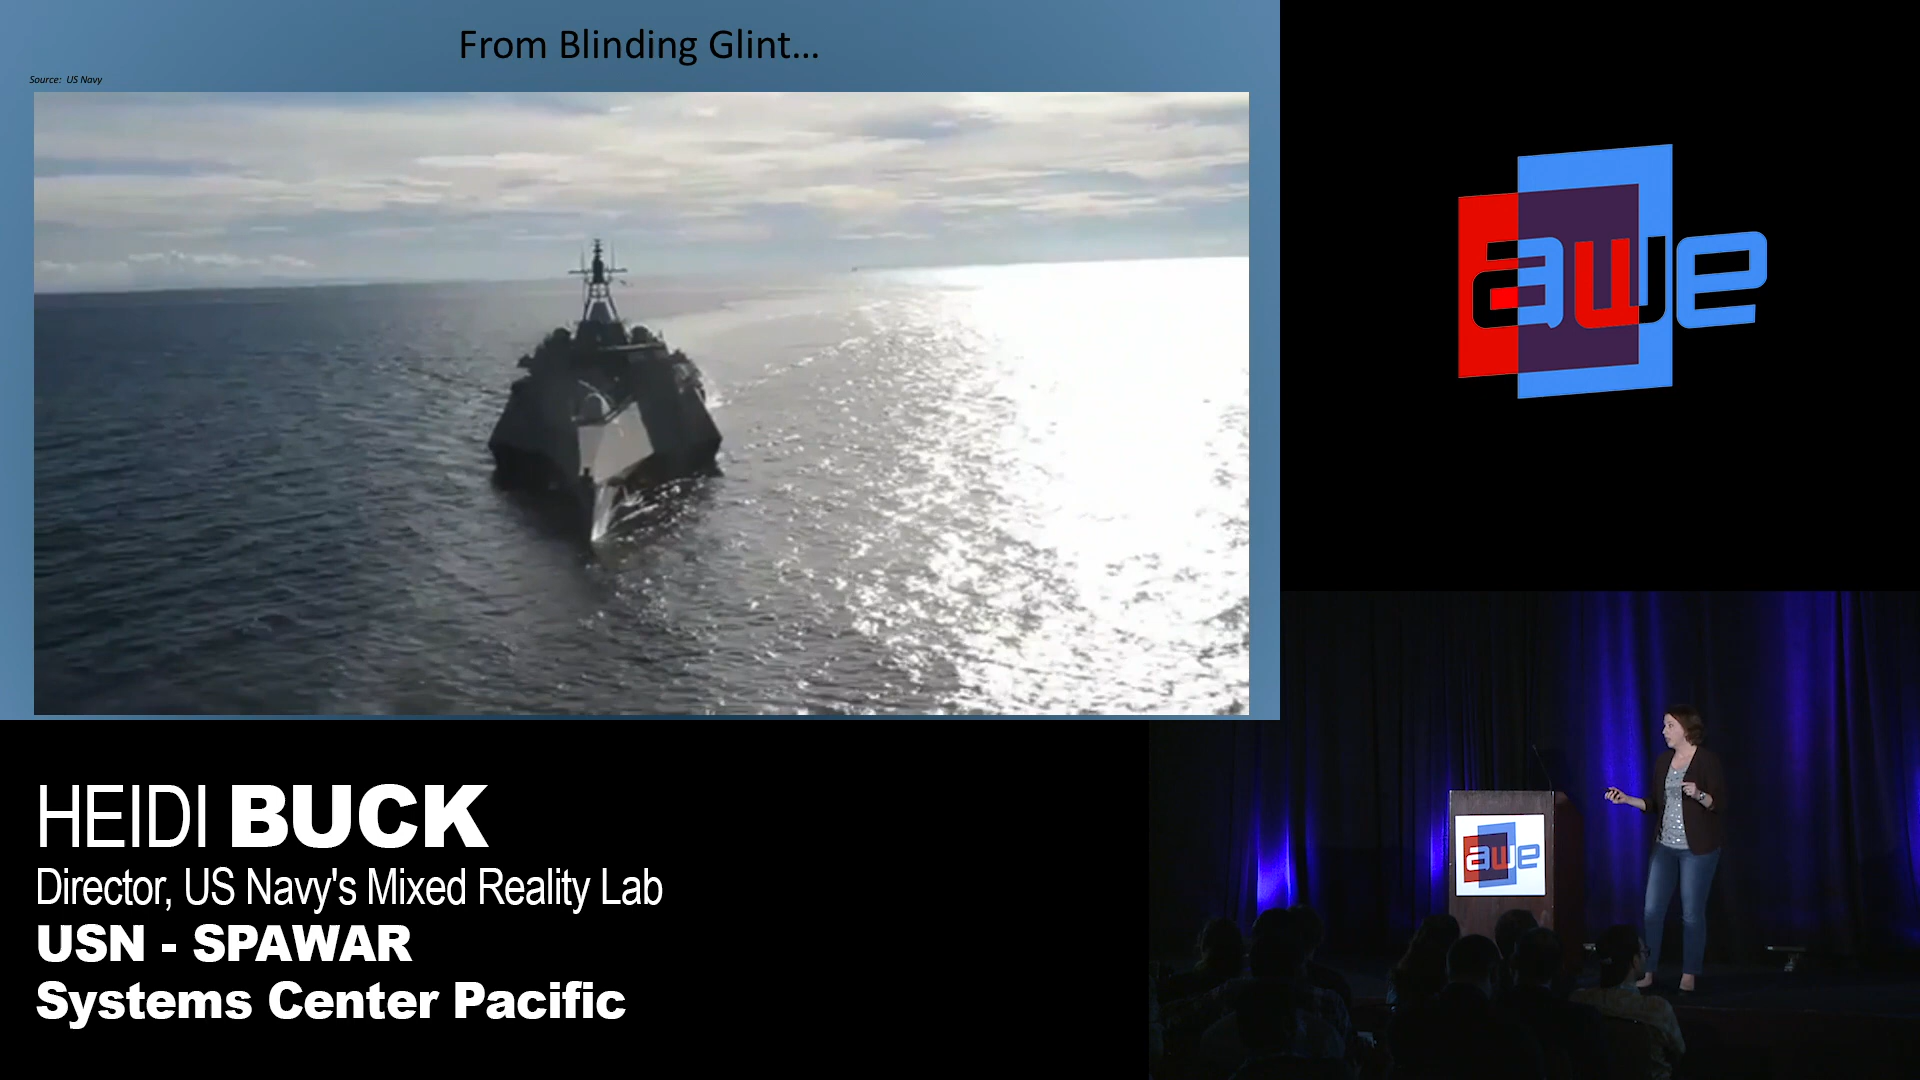 From Blinding Glint...
Source: US Navy
awe
HEIDI BUCK
Director, US Navy's Mixed Reality Lab
USN - SPAWAR
Systems Center Pacific
awe